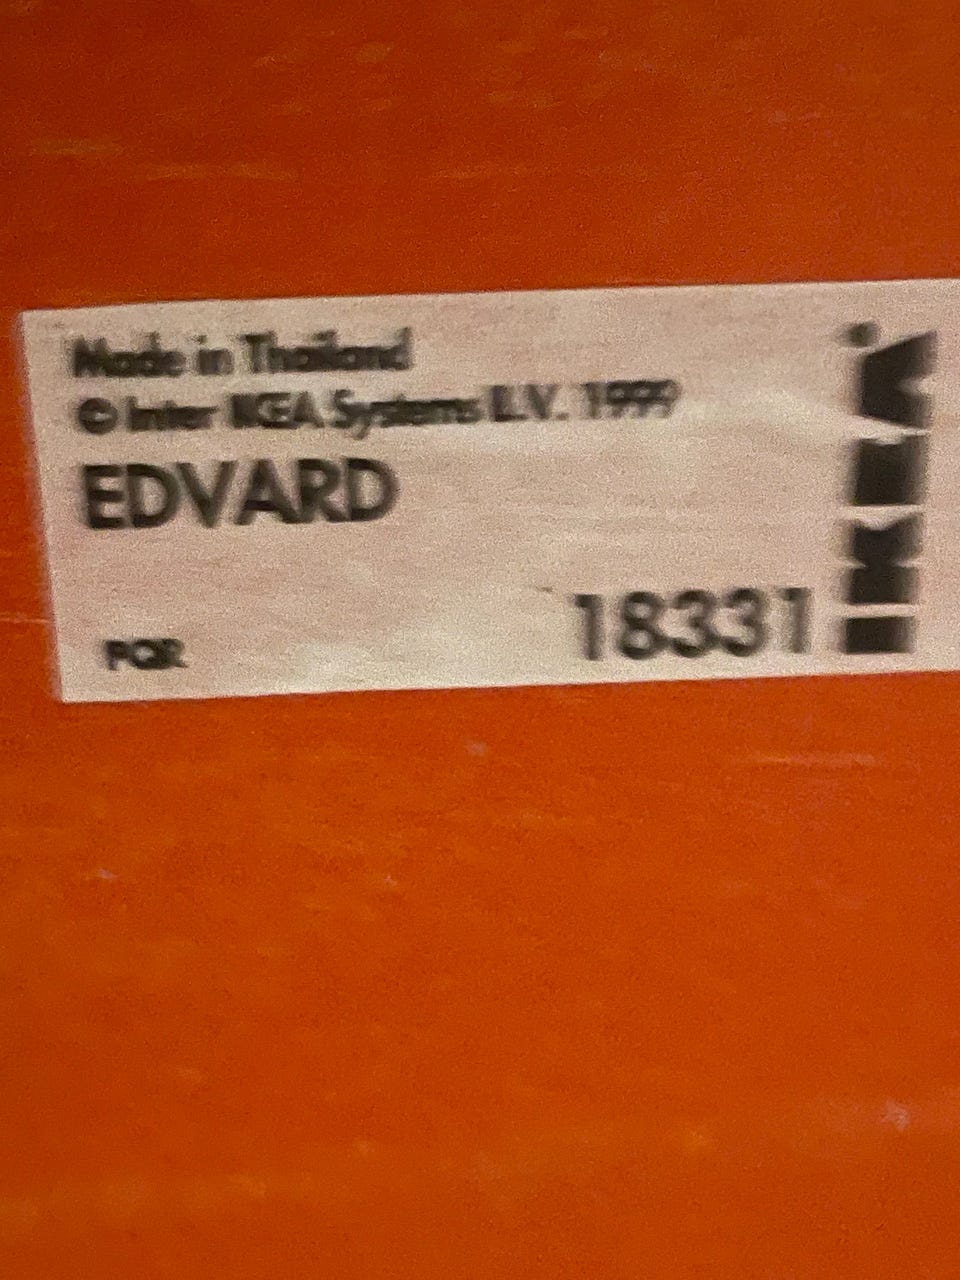 Made in Thailand
© Inter IKEA Systems B.V. 1999
EDVARD
PQR
18331
IKEA